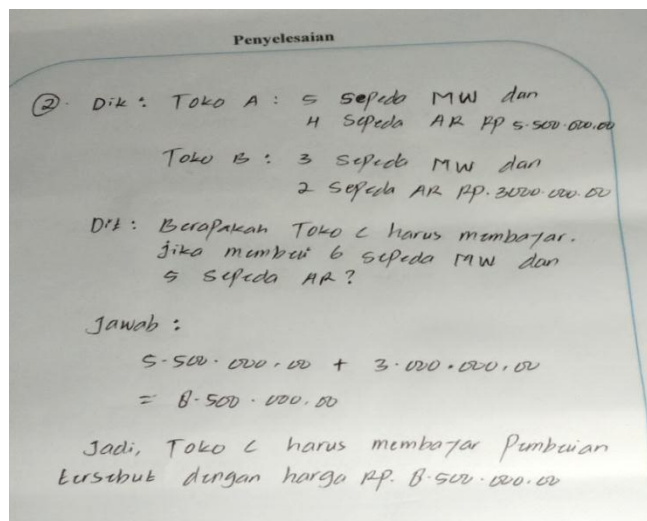 Penyelesaian
2. Dik : Toko A : 5 sepeda MW dan
4 sepeda AR Rp 5.500.000,00
Toko B : 3 sepeda MW dan
2 sepeda AR Rp. 3000.000.00
Dit : Berapakah Toko C harus membayar.
jika membeli 6 sepeda MW dan
5 sepeda AR?
Jawab :
5.500.000,00 + 3.000.000,00
= 8.500.000.00
Jadi, Toko C harus membayar Pembelian
tersebut dengan harga Rp. 8.500.000.00